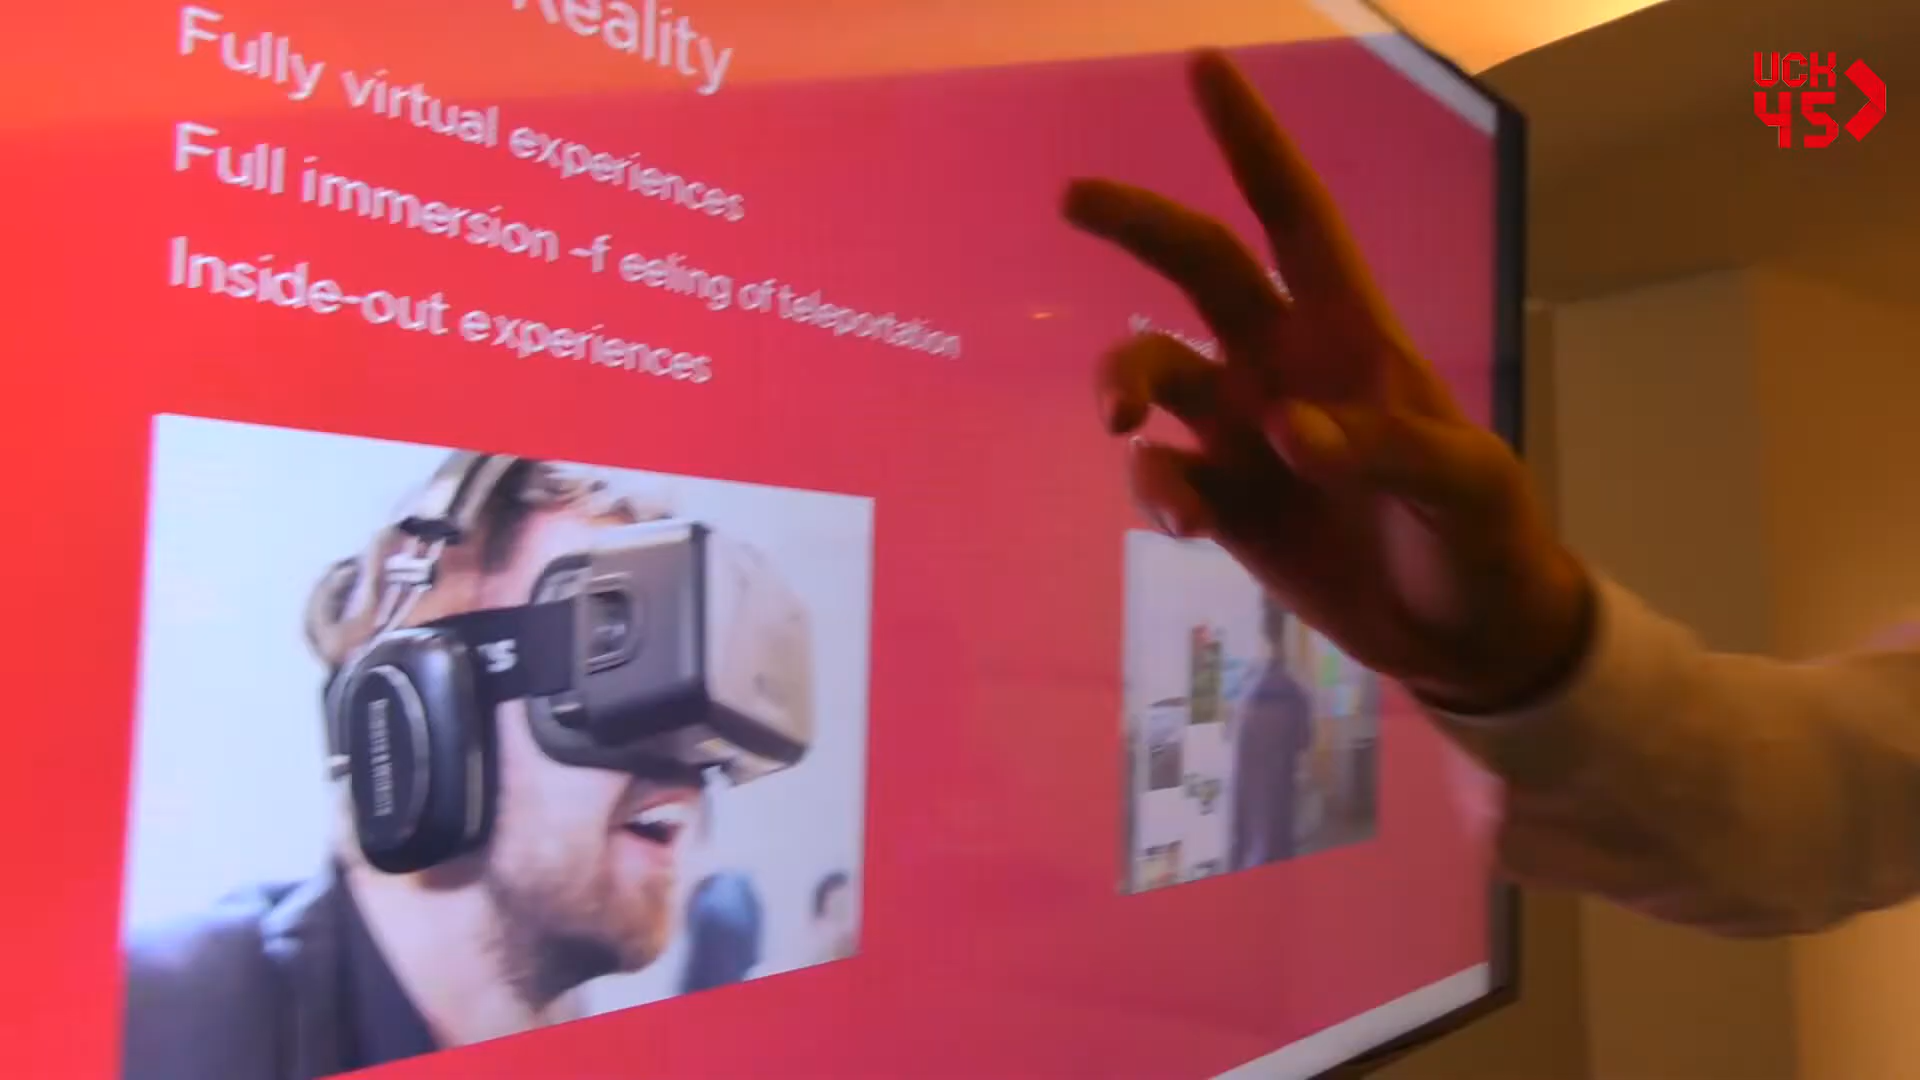 Reality
Fully virtual experiences
Full immersion -f eeling of teleportation
Inside-out experiences
UCK
45